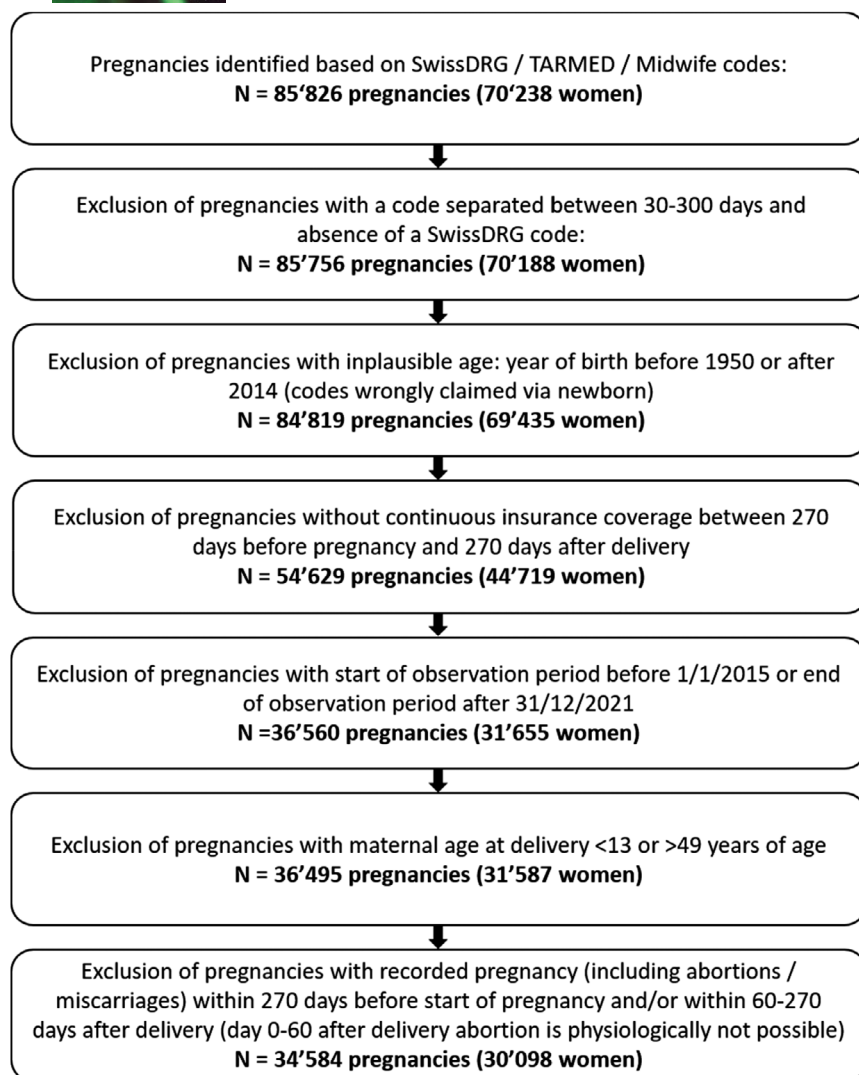 Pregnancies identified based on SwissDRG / TARMED / Midwife codes:
N = 85‘826 pregnancies (70‘238 women)
Exclusion of pregnancies with a code separated between 30-300 days and
absence of a SwissDRG code:
N = 85’756 pregnancies (70’188 women)
Exclusion of pregnancies with inplausible age: year of birth before 1950 or after
2014 (codes wrongly claimed via newborn)
N = 84’819 pregnancies (69’435 women)
Exclusion of pregnancies without continuous insurance coverage between 270
days before pregnancy and 270 days after delivery
N = 54’629 pregnancies (44’719 women)
Exclusion of pregnancies with start of observation period before 1/1/2015 or end
of observation period after 31/12/2021
N =36’560 pregnancies (31’655 women)
Exclusion of pregnancies with maternal age at delivery <13 or >49 years of age
N = 36’495 pregnancies (31’587 women)
Exclusion of pregnancies with recorded pregnancy (including abortions /
miscarriages) within 270 days before start of pregnancy and/or within 60-270
days after delivery (day 0-60 after delivery abortion is physiologically not possible)
N = 34’584 pregnancies (30’098 women)